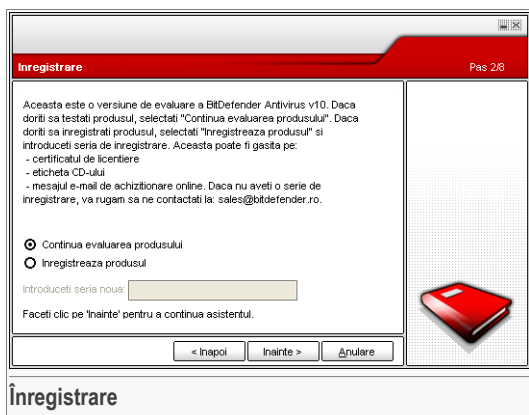 Inregistrare
Pas 2/8
Aceasta este o versiune de evaluare a BitDefender Antivirus v10. Daca
doriti sa testati produsul, selectati "Continua evaluarea produsului". Daca
doriti sa inregistrati produsul, selectati "Inregistreaza produsul" si
introduceti seria de inregistrare. Aceasta poate fi gasita pe:
- certificatul de licentiere
- eticheta CD-ului
- mesajul e-mail de achizitionare online. Daca nu aveti o serie de
inregistrare, va rugam sa ne contactati la: sales@bitdefender.ro.
Continua evaluarea produsului
Inregistreaza produsul
Introduceti seria noua:
Faceti clic pe 'Inainte' pentru a continua asistentul.
< Inapoi
Inainte >
Anulare
Înregistrare